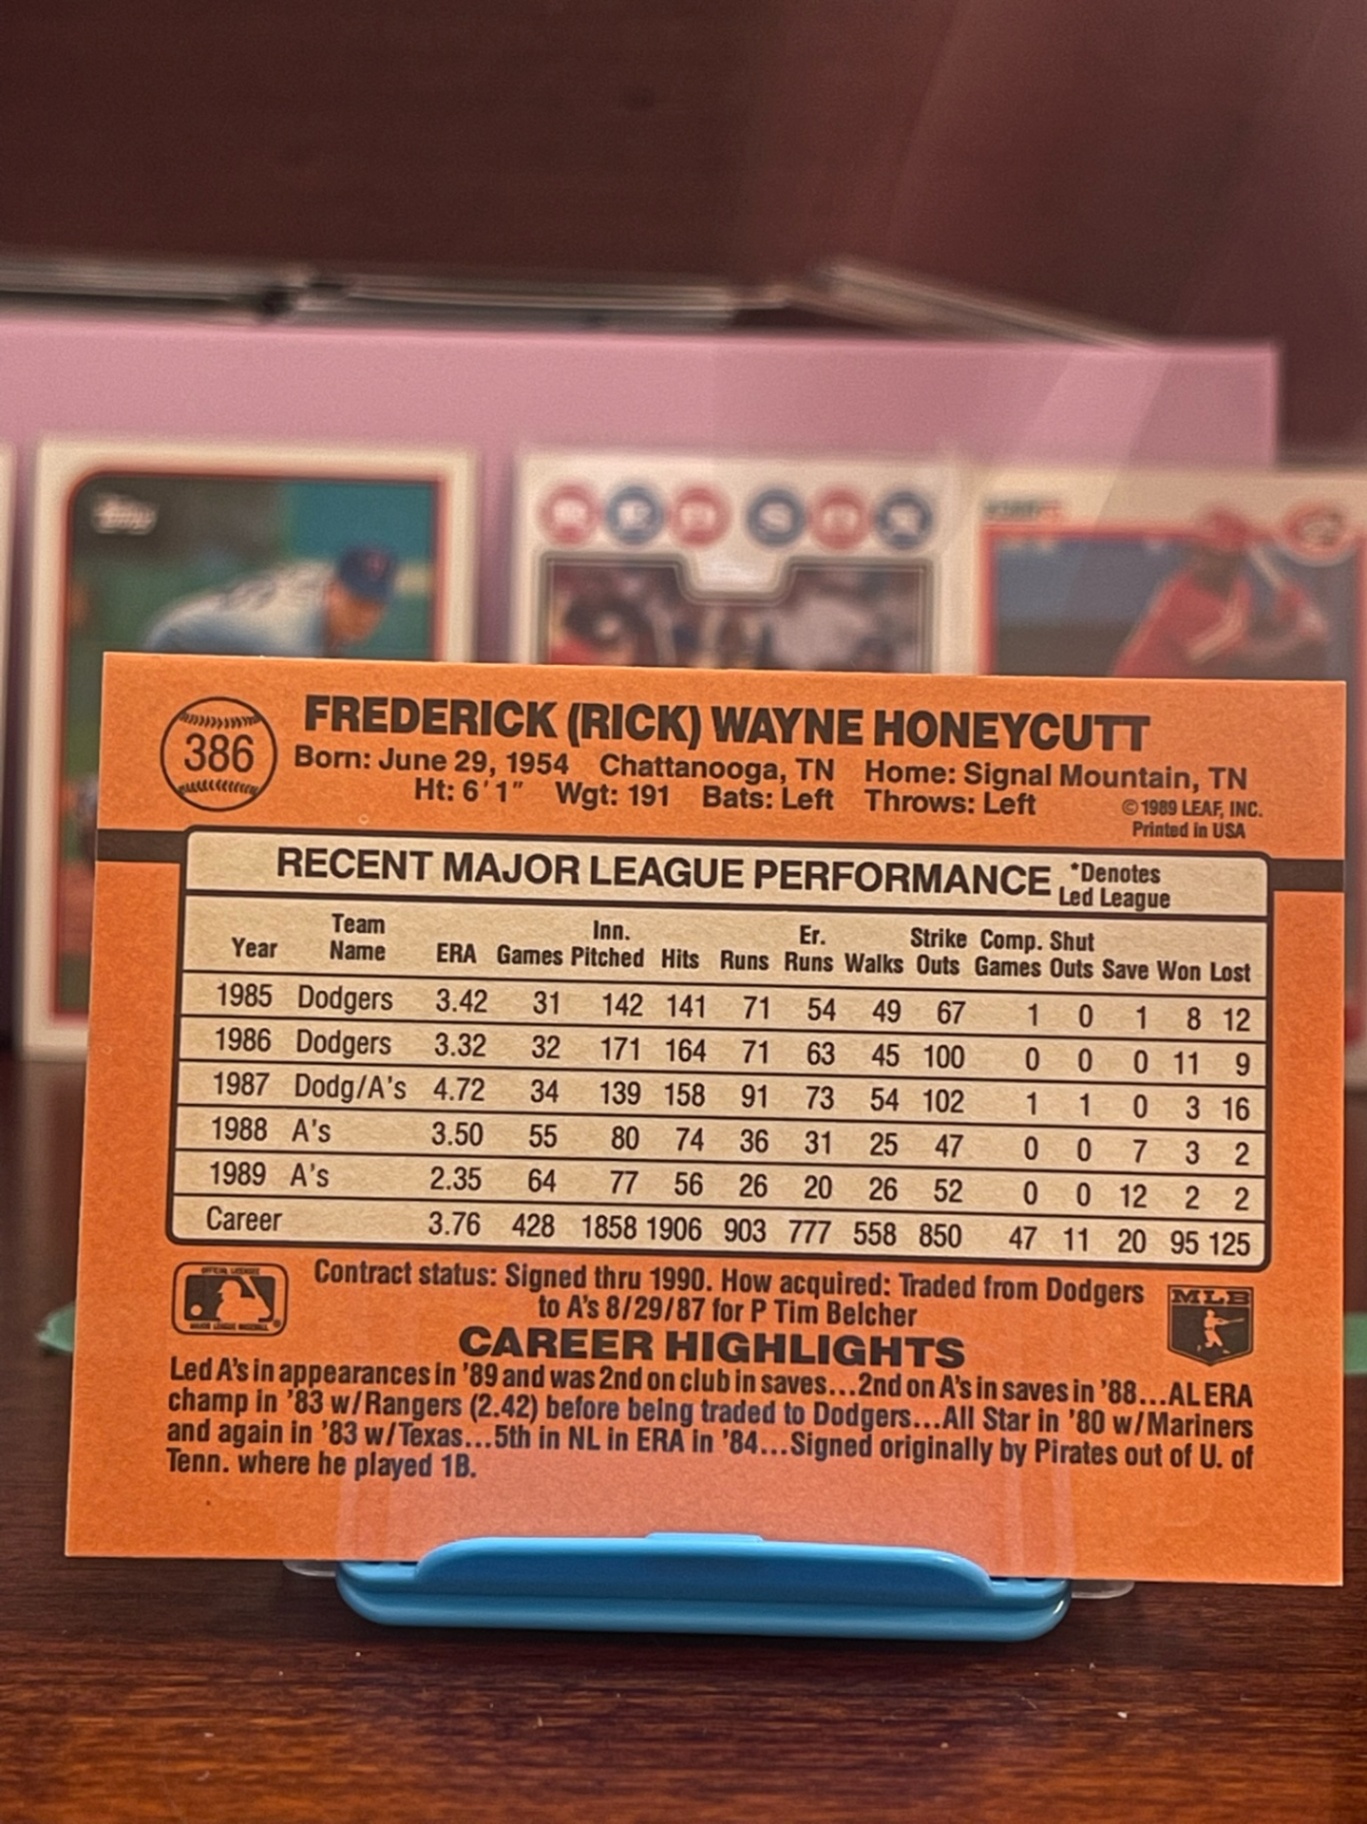 Topps
RED SOX
386
FREDERICK (RICK) WAYNE HONEYCUTT
Born: June 29, 1954 Chattanooga, TN Home: Signal Mountain, TN
Ht: 6'1" Wgt: 191 Bats: Left Throws: Left
©1989 LEAF, INC.
Printed in USA
RECENT MAJOR LEAGUE PERFORMANCE *Denotes Led League
Year Team Name ERA Games Inn. Pitched Hits Runs Er. Runs Walks Strike Outs Comp. Games Shut Outs Save Won Lost
1985 Dodgers 3.42 31 142 141 71 54 49 67 1 0 1 8 12
1986 Dodgers 3.32 32 171 164 71 63 45 100 0 0 0 11 9
1987 Dodg/A's 4.72 34 139 158 91 73 54 102 1 1 0 3 16
1988 A's 3.50 55 80 74 36 31 25 47 0 0 7 3 2
1989 A's 2.35 64 77 56 26 20 26 52 0 0 12 2 2
Career 3.76 428 1858 1906 903 777 558 850 47 11 20 95 125
Contract status: Signed thru 1990. How acquired: Traded from Dodgers
to A's 8/29/87 for P Tim Belcher
MLB
CAREER HIGHLIGHTS
Led A's in appearances in '89 and was 2nd on club in saves...2nd on A's in saves in '88...AL ERA
champ in '83 w/Rangers (2.42) before being traded to Dodgers...All Star in '80 w/Mariners
and again in '83 w/Texas...5th in NL in ERA in '84...Signed originally by Pirates out of U. of
Tenn. where he played 1B.